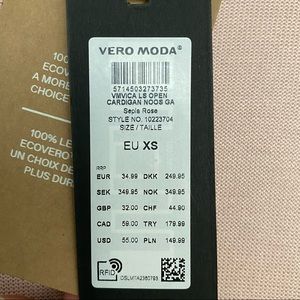 VERO MODA®
5714503273735
VMVICA LS OPEN
CARDIGAN NOOS GA
Sepia Rose
STYLE NO. 10223704
SIZE / TAILLE
EU XS
RRP
EUR 34.99 DKK 249.95
SEK 349.95 NOK 349.95
GBP 32.00 CHF 44.90
CAD 59.00 TRY 179.99
USD 55.00 PLN 149.99
RFID
100%
ECOVER
A MORE
CHOICE
100% LE
ECOVERO
UN CHOIX DE
PLUS DUR